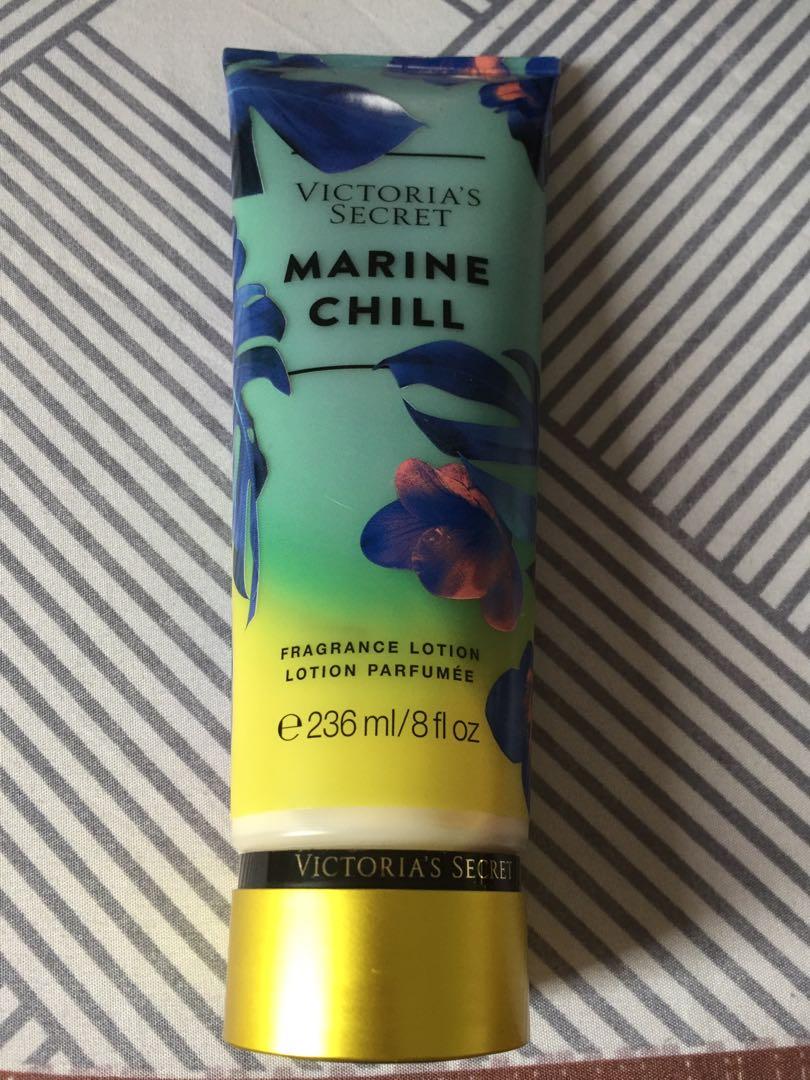 VICTORIA'S
SECRET
MARINE
CHILL
FRAGRANCE LOTION
LOTION PARFUMÉE
℮ 236 ml/8 fl oz
VICTORIA'S SECRET